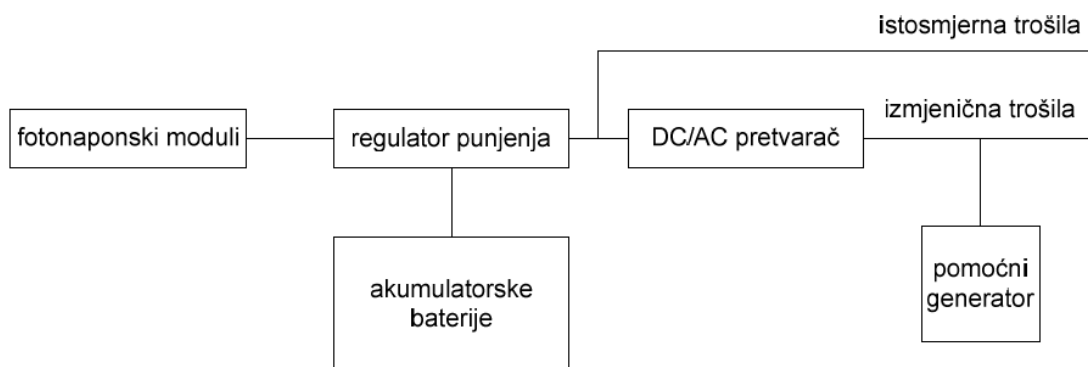 istosmjerna trošila
izmjenična trošila
fotonaponski moduli
regulator punjenja
DC/AC pretvarač
akumulatorske
baterije
pomoćni
generator